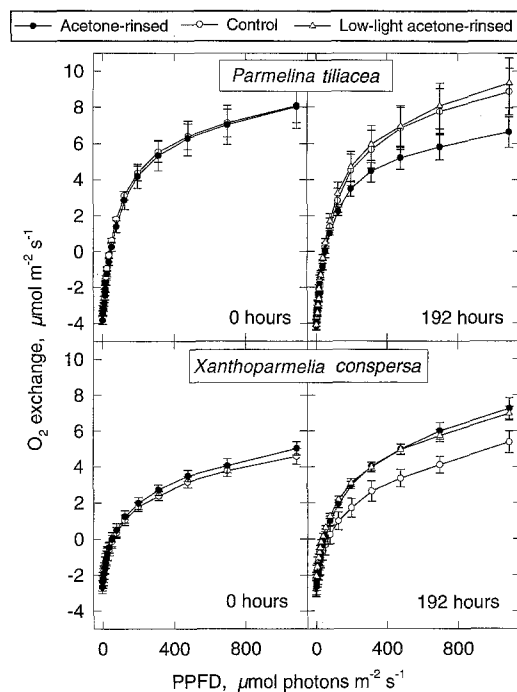 Acetone-rinsed Control Low-light acetone-rinsed
Parmelina tiliacea
10
8
6
4
2
0
-2
-4
0 hours 192 hours
O2 exchange, μmol m-2 s-1
Xanthoparmelia conspersa
10
8
6
4
2
0
-2
-4
0 hours 192 hours
0 400 800 0 400 800
PPFD, μmol photons m-2 s-1